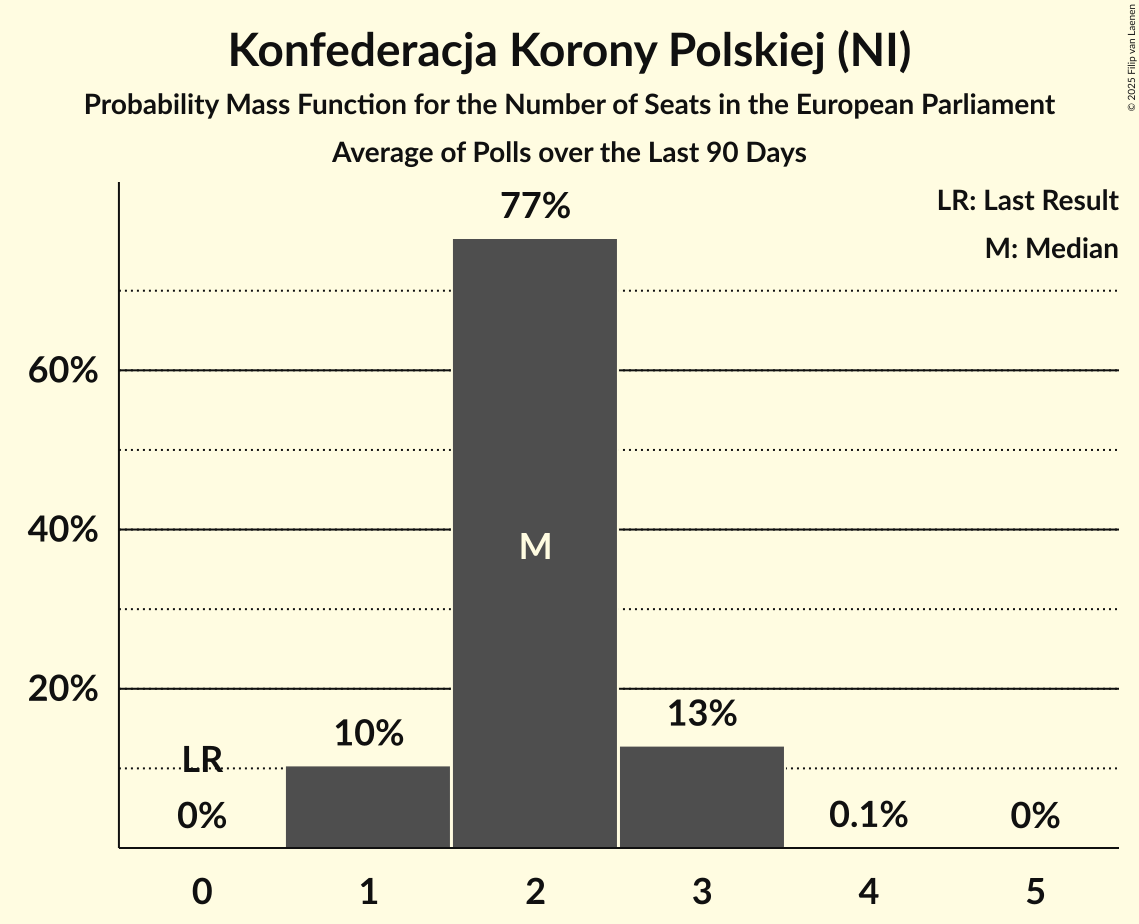 Konfederacja Korony Polskiej (NI)
Probability Mass Function for the Number of Seats in the European Parliament
Average of Polls over the Last 90 Days
© 2025 Filip van Laenen
LR: Last Result
M: Median
77%
60%
40%
M
20%
13%
10%
LR
0%
0.1%
0%
0 1 2 3 4 5